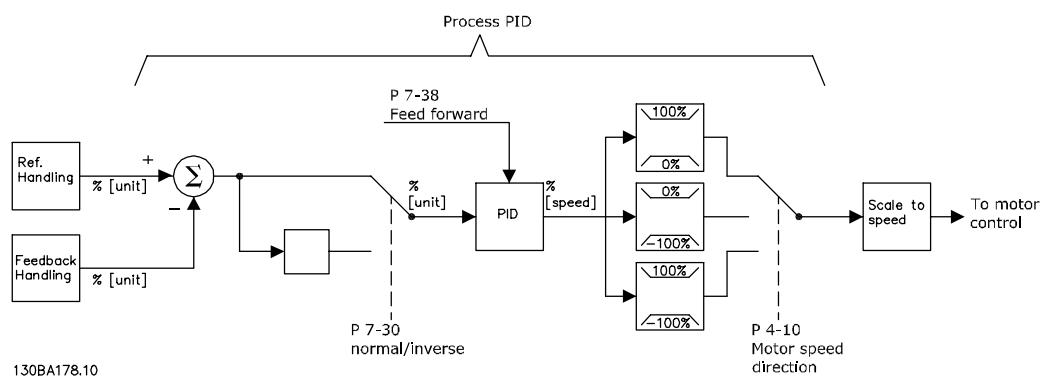 Process PID
P 7-38
Feed forward
100%
0%
Ref.
Handling
+
% [unit]
Σ
−
%
[unit]
PID
%
[speed]
0%
-100%
Scale to
speed
To motor
control
Feedback
Handling
% [unit]
100%
-100%
P 7-30
normal/inverse
P 4-10
Motor speed
direction
130BA178.10